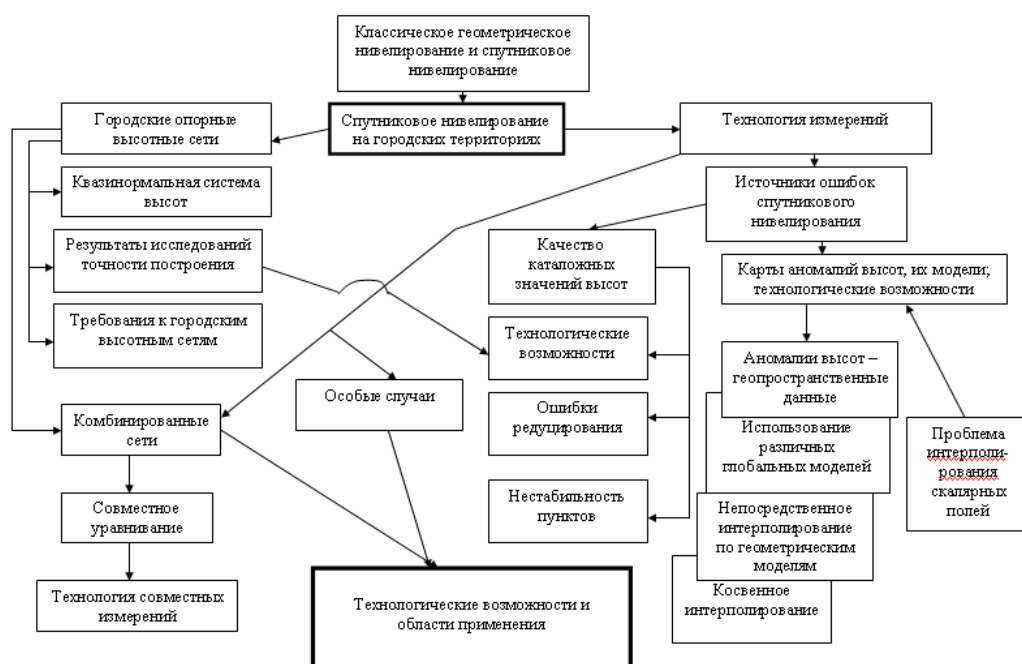 Классическое геометрическое
нивелирование и спутниковое
нивелирование
Городские опорные
высотные сети
Спутниковое нивелирование
на городских территориях
Технология измерений
Квазинормальная система
высот
Источники ошибок
спутникового
нивелирования
Результаты исследований
точности построения
Качество
каталожных
значений высот
Карты аномалий высот, их модели;
технологические возможности
Требования к городским
высотным сетям
Технологические
возможности
Аномалии высот –
геопространственные
данные
Особые случаи
Ошибки
редуцирования
Комбинированные
сети
Использование
различных
глобальных моделей
Проблема
интерполи-
рования
скалярных
полей
Нестабильность
пунктов
Совместное
уравнивание
Непосредственное
интерполирование
по геометрическим
моделям
Технология совместных
измерений
Технологические возможности и
области применения
Косвенное
интерполирование